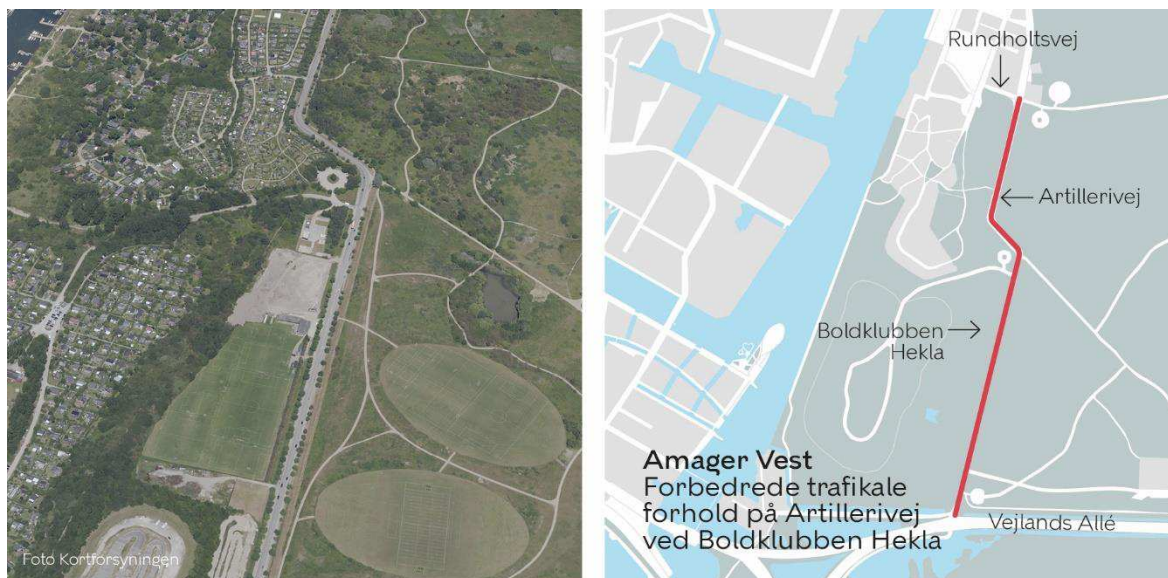 Foto Kortforsyningen
Rundholtsvej
Artillerivej
Boldklubben
Hekla
Amager Vest
Forbedrede trafikale
forhold på Artillerivej
ved Boldklubben Hekla
Vejlands Allé